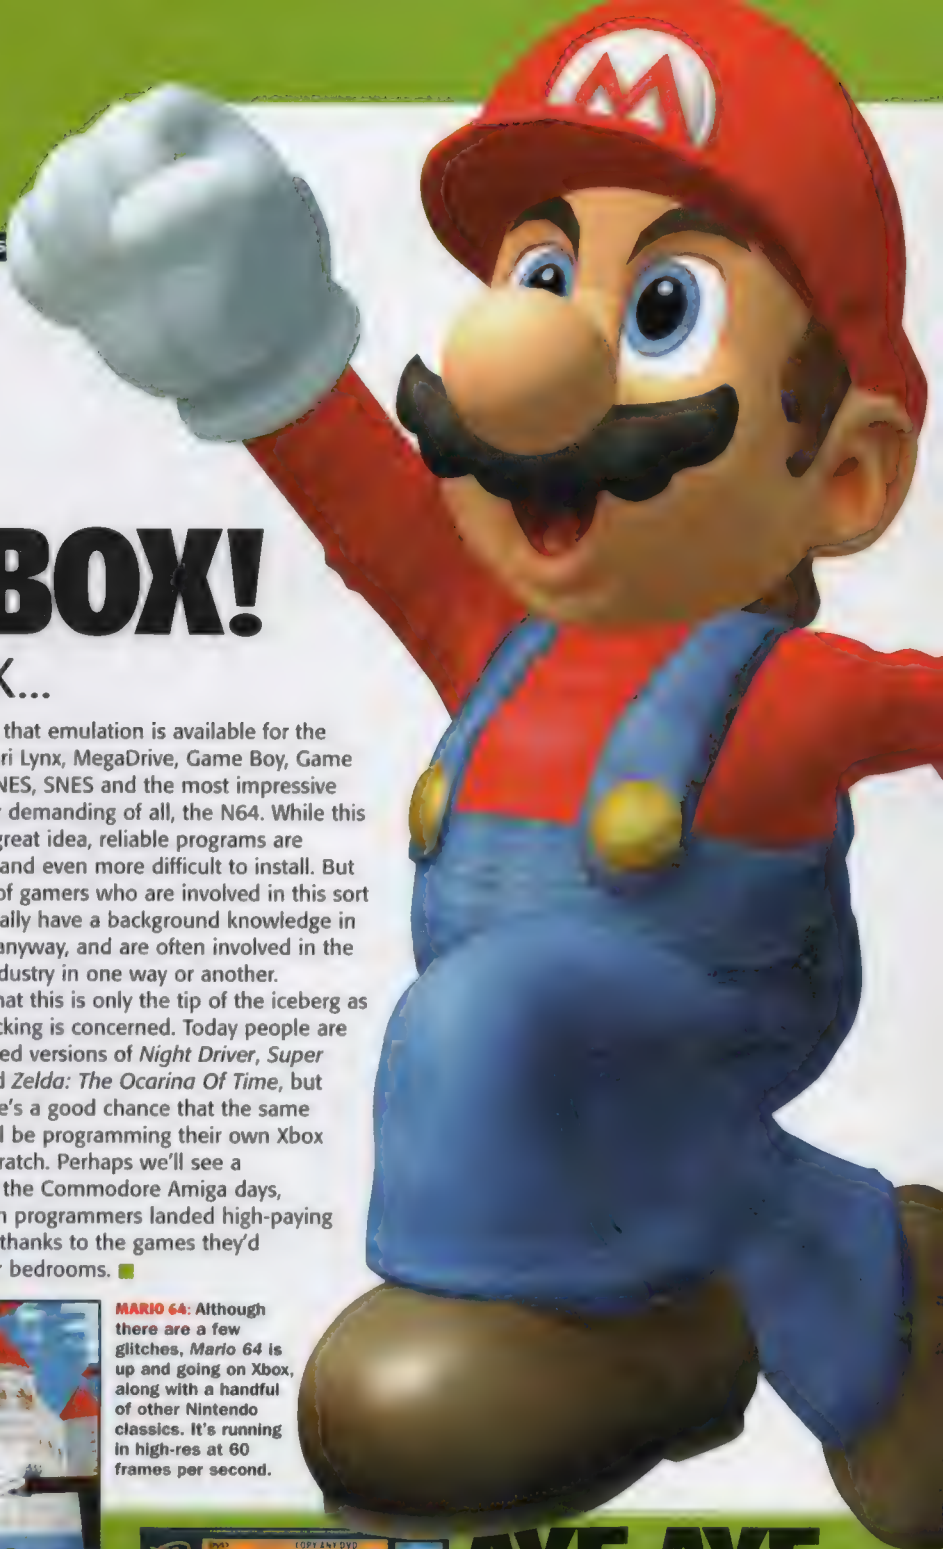 M
BOX!
X...
that emulation is available for the
ri Lynx, MegaDrive, Game Boy, Game
NES, SNES and the most impressive
demanding of all, the N64. While this
great idea, reliable programs are
and even more difficult to install. But
of gamers who are involved in this sort
ally have a background knowledge in
anyway, and are often involved in the
dustry in one way or another.
hat this is only the tip of the iceberg as
cking is concerned. Today people are
ed versions of Night Driver, Super
d Zelda: The Ocarina Of Time, but
e's a good chance that the same
l be programming their own Xbox
ratch. Perhaps we'll see a
the Commodore Amiga days,
n programmers landed high-paying
thanks to the games they'd
r bedrooms.
MARIO 64: Although
there are a few
glitches, Mario 64 is
up and going on Xbox,
along with a handful
of other Nintendo
classics. It's running
in high-res at 60
frames per second.
COPY ANY DVD
AYE AYE